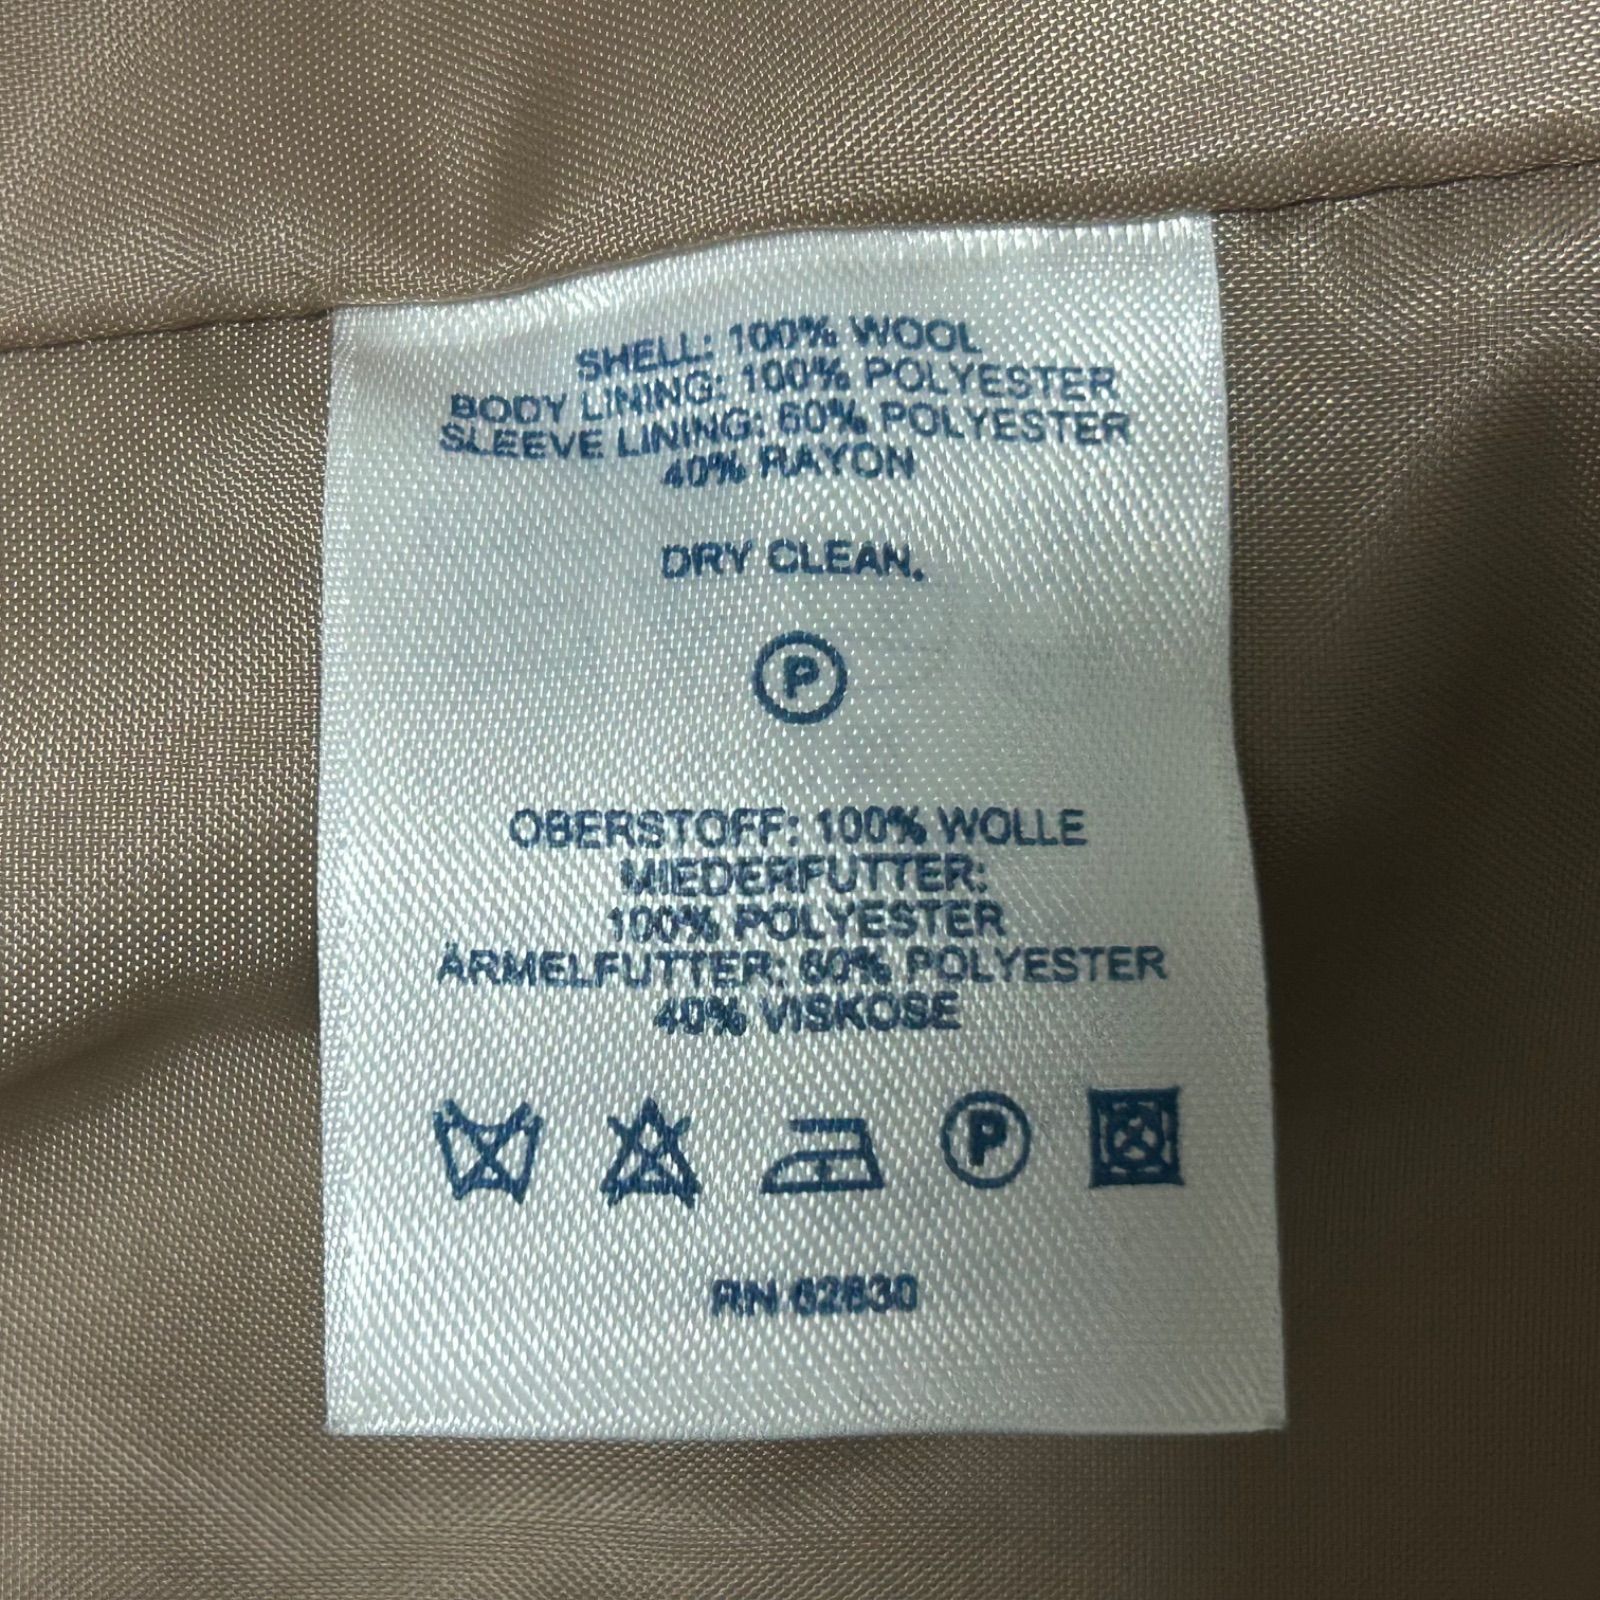 SHELL: 100% WOOL
BODY LINING: 100% POLYESTER
SLEEVE LINING: 60% POLYESTER
40% RAYON
DRY CLEAN.
P
OBERSTOFF: 100% WOLLE
MIEDERFUTTER:
100% POLYESTER
ÄRMELFUTTER: 60% POLYESTER
40% VISKOSE
P
RN